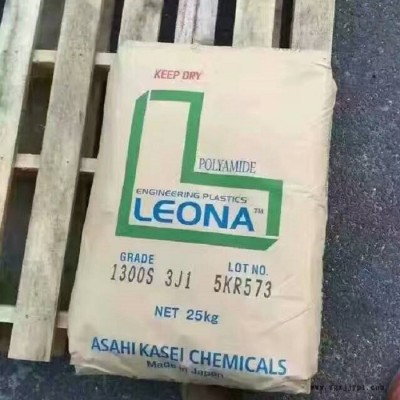 KEEP DRY
POLYAMIDE
ENGINEERING PLASTICS
LEONA™
GRADE LOT NO.
1300S 3J1 5KR573
NET 25kg
ASAHI KASEI CHEMICALS
Made in Japan